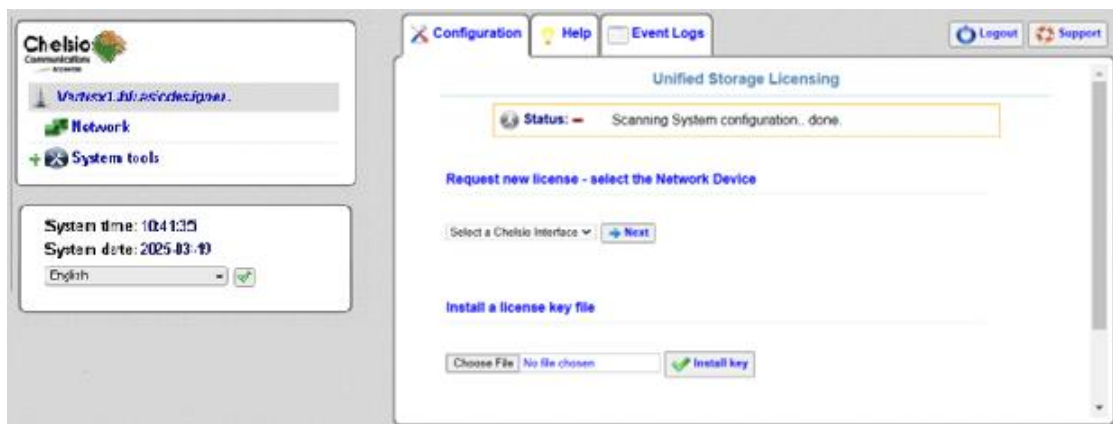 Chelsio
Communications
Network
System tools
System time: 10:41:35
System date: 2025-03-19
English
Configuration
Help
Event Logs
Logout
Support
Unified Storage Licensing
Status: Scanning System configuration.. done.
Request new license - select the Network Device
Select a Chelsio Interface
Next
Install a license key file
Choose File No file chosen
Install key